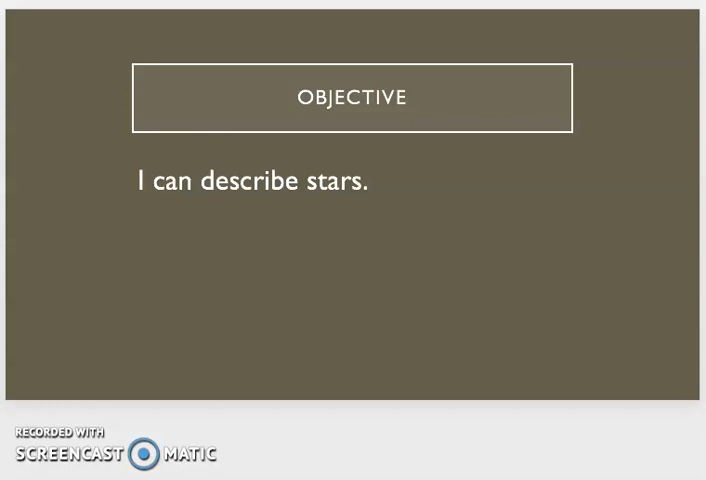 OBJECTIVE
I can describe stars.
RECORDED WITH
SCREENCAST MATIC